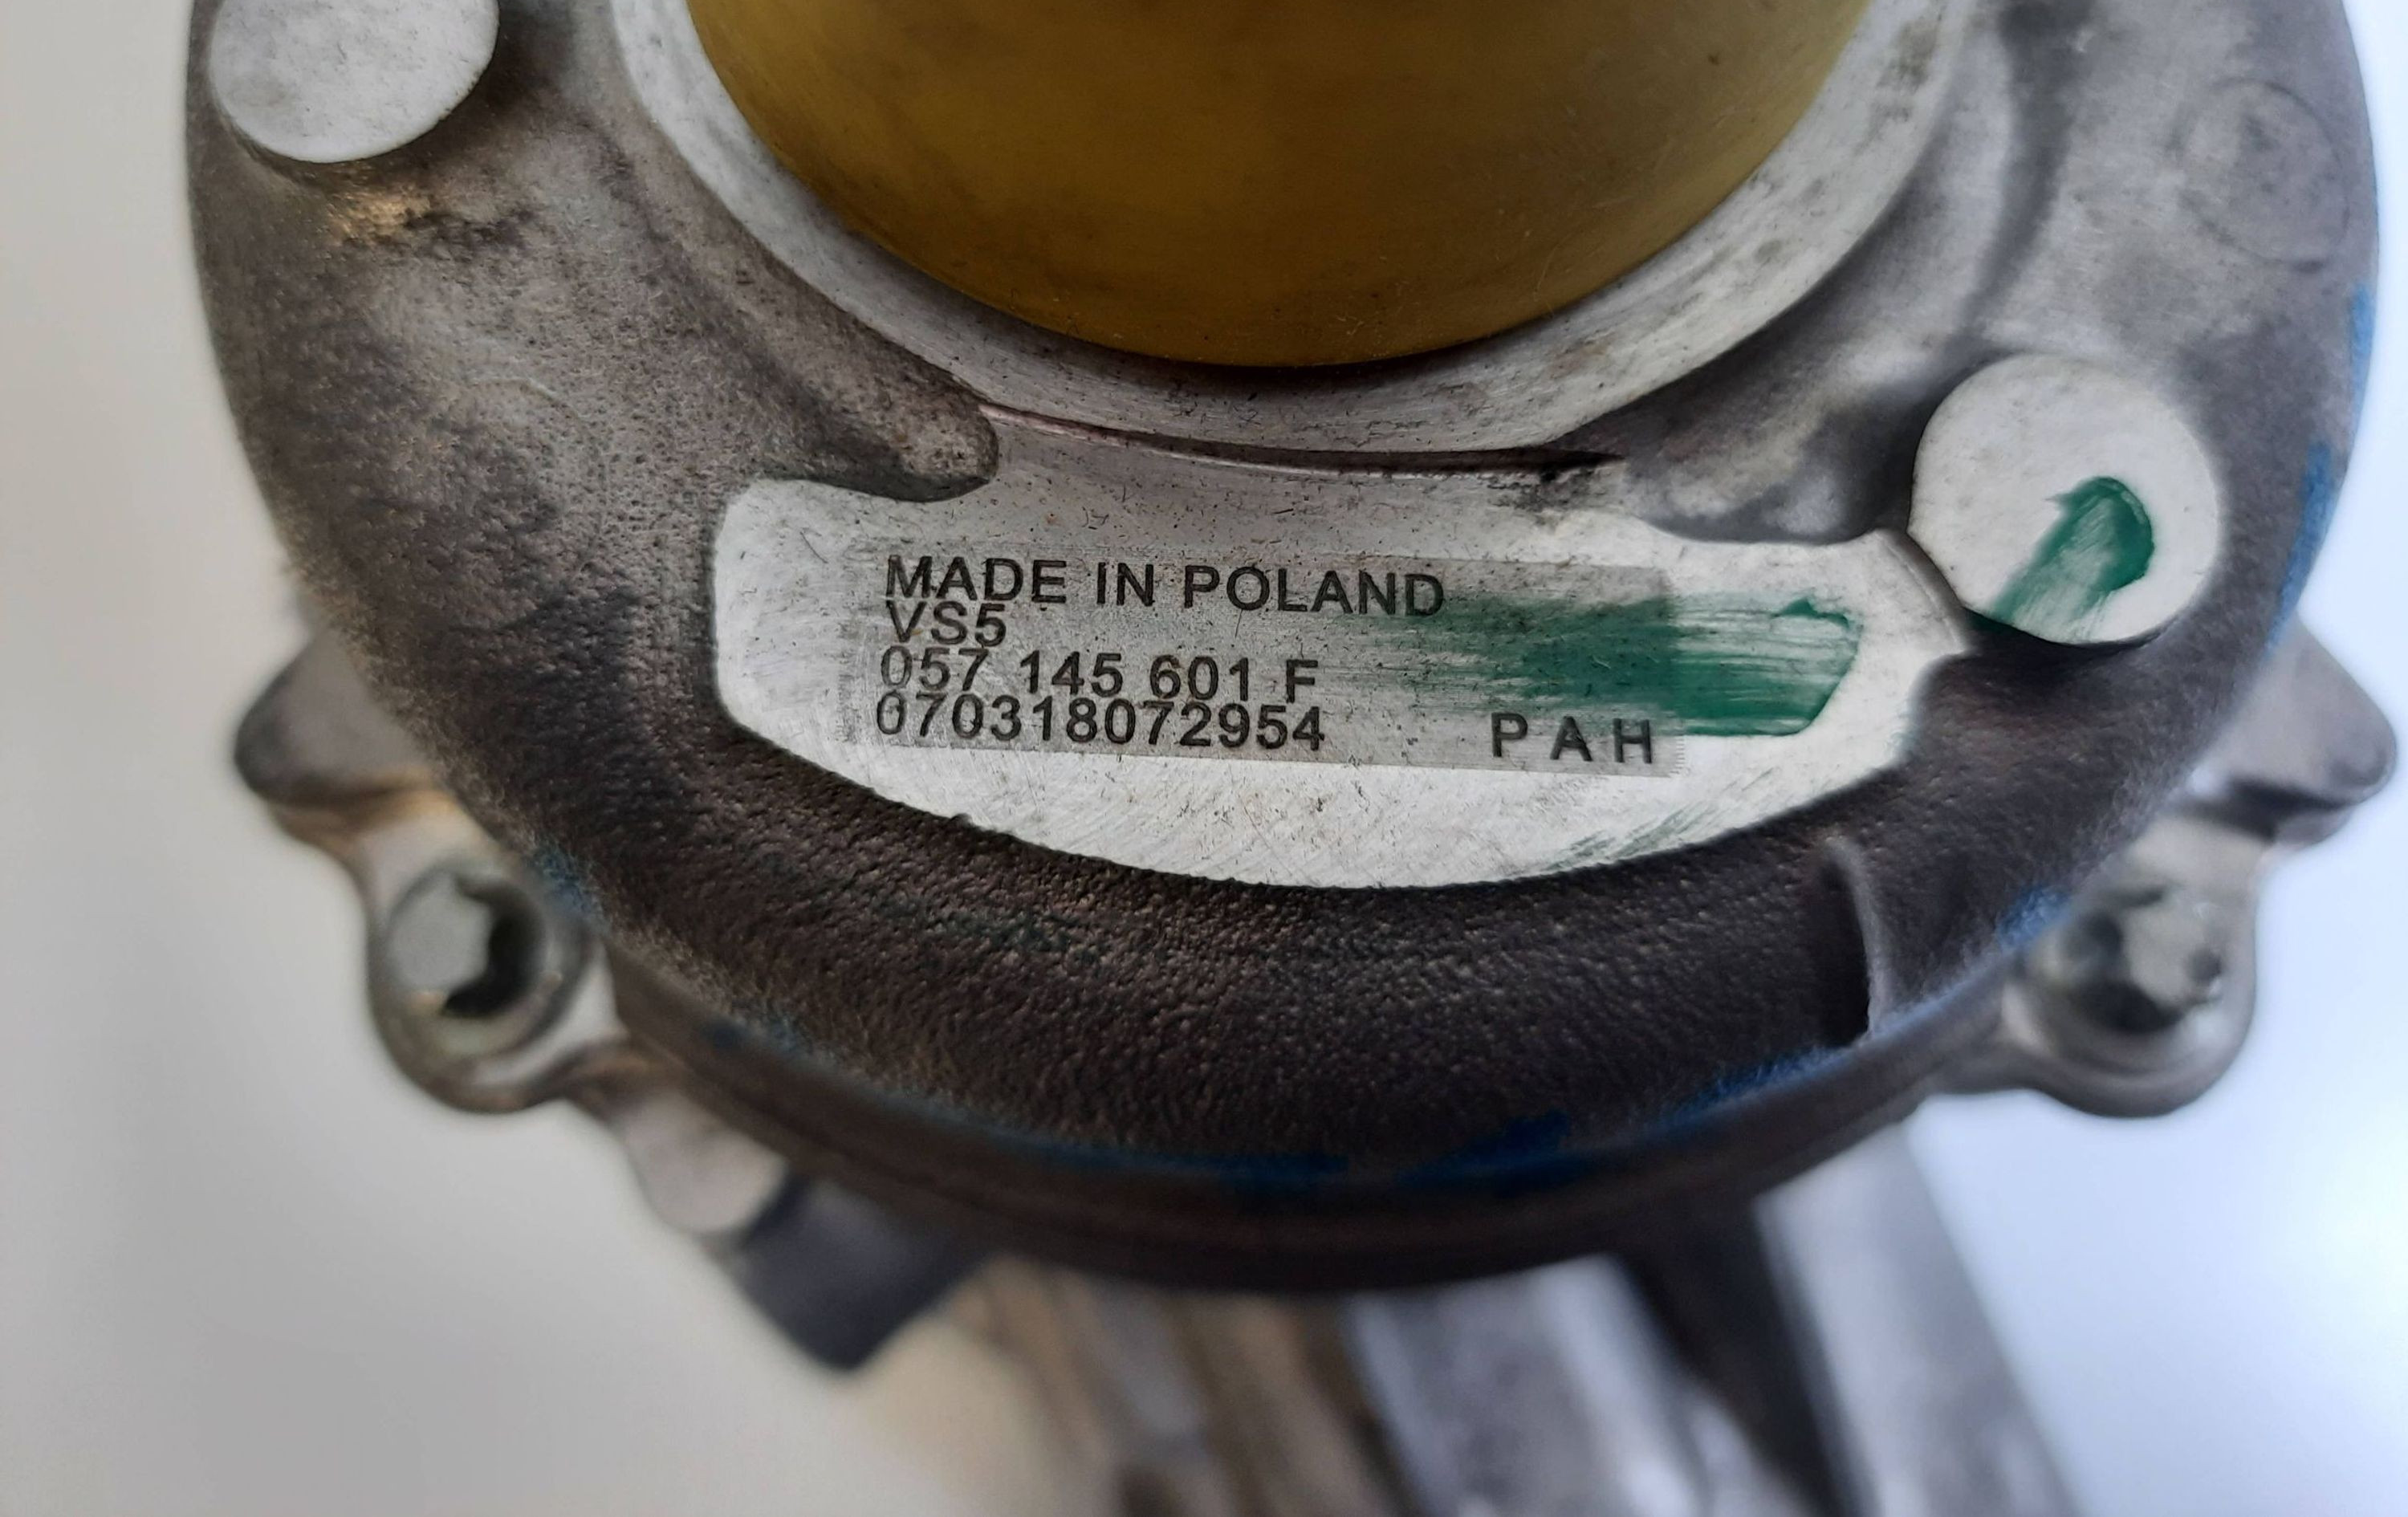 MADE IN POLAND
VS5
057 145 601 F
070318072954 PAH